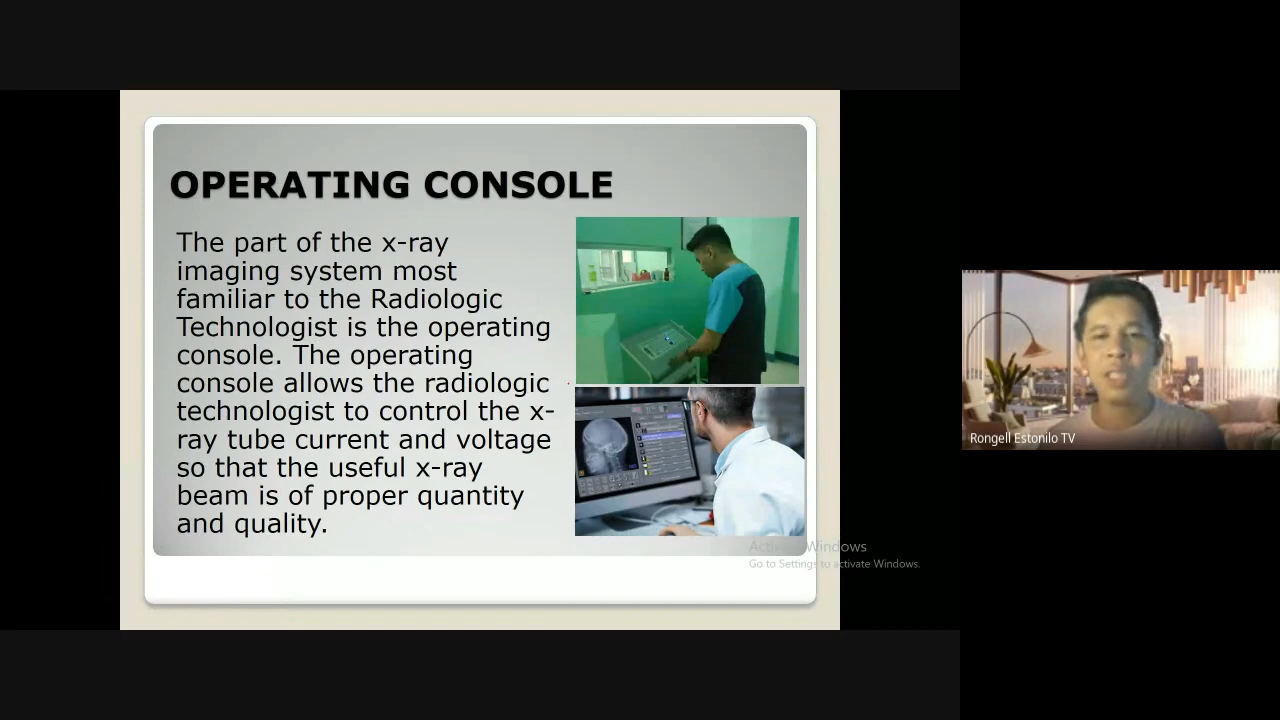 OPERATING CONSOLE
The part of the x-ray
imaging system most
familiar to the Radiologic
Technologist is the operating
console. The operating
console allows the radiologic
technologist to control the x-
ray tube current and voltage
so that the useful x-ray
beam is of proper quantity
and quality.
Rongell Estonilo TV
Activate Windows
Go to Settings to activate Windows.